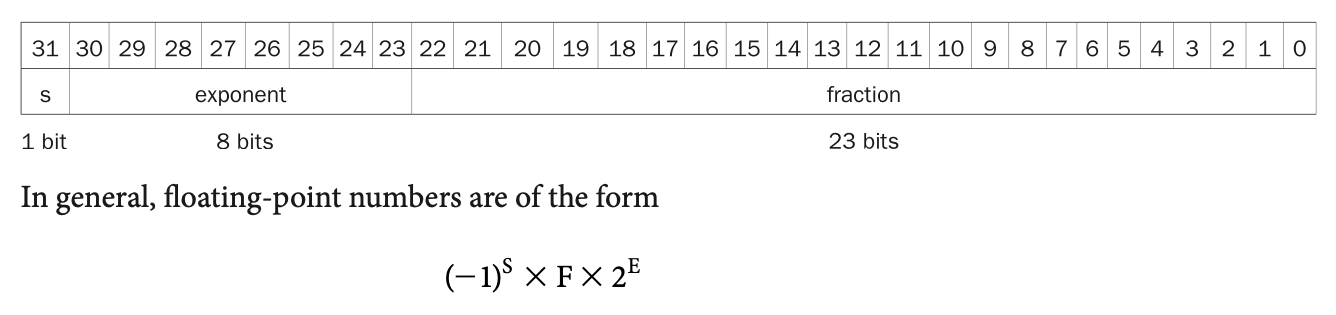 31 30 29 28 27 26 25 24 23 22 21 20 19 18 17 16 15 14 13 12 11 10 9 8 7 6 5 4 3 2 1 0
s exponent fraction
1 bit 8 bits 23 bits
In general, floating-point numbers are of the form
(−1)^S × F × 2^E